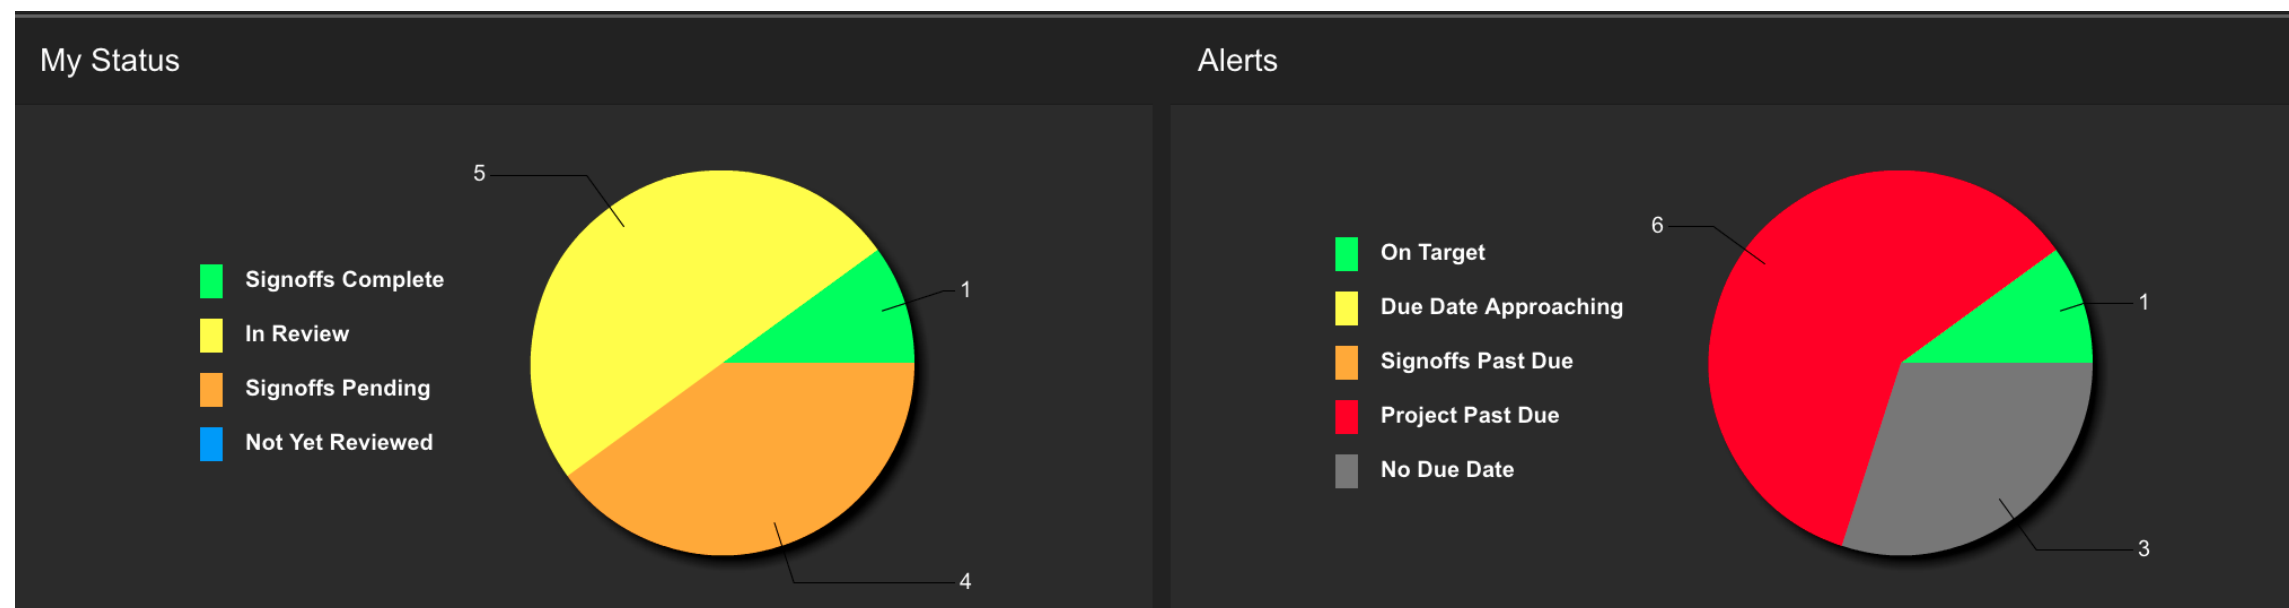 My Status
5
1
Signoffs Complete
In Review
Signoffs Pending
Not Yet Reviewed
4
Alerts
6
1
On Target
Due Date Approaching
Signoffs Past Due
Project Past Due
No Due Date
3